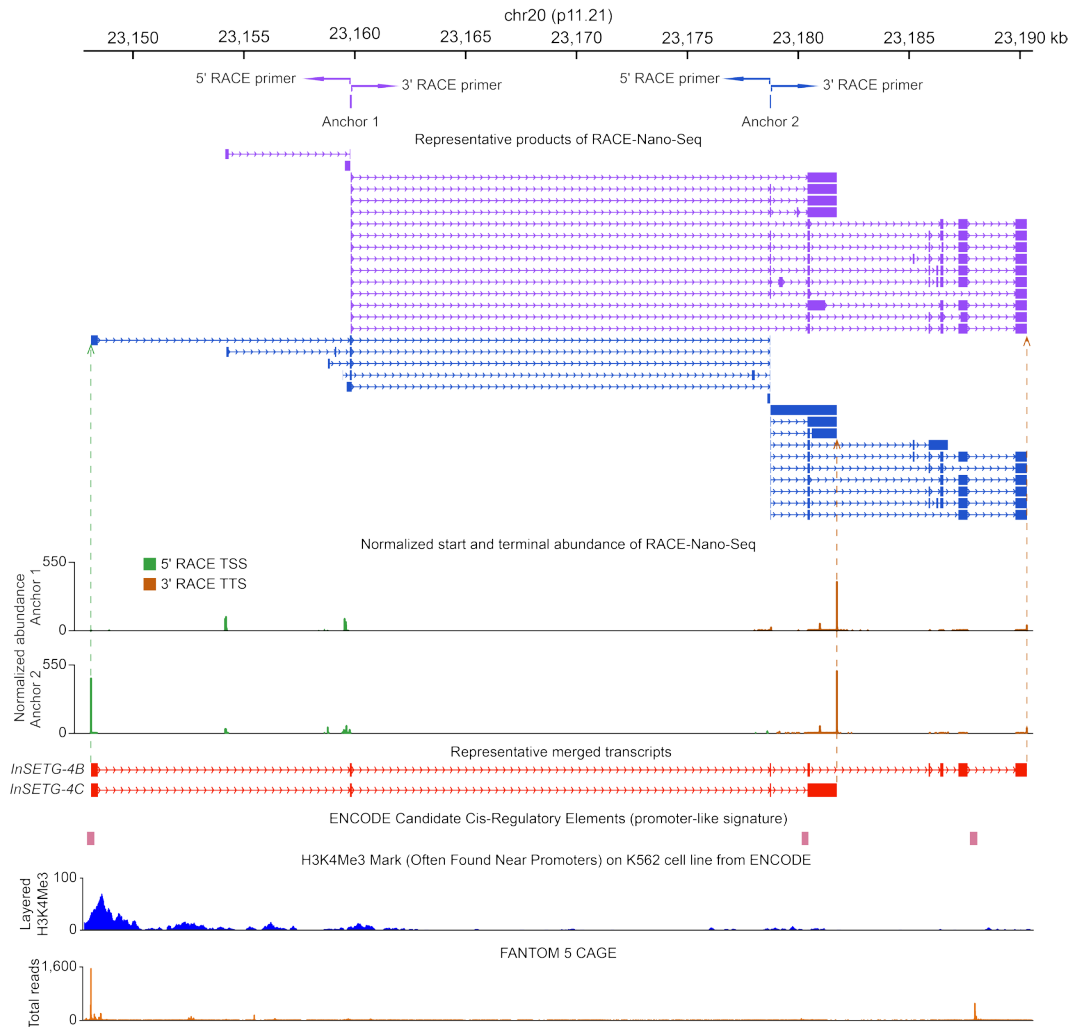 chr20 (p11.21)
23,150 23,155 23,160 23,165 23,170 23,175 23,180 23,185 23,190 kb
5' RACE primer 3' RACE primer 5' RACE primer 3' RACE primer
Anchor 1 Anchor 2
Representative products of RACE-Nano-Seq
Normalized start and terminal abundance of RACE-Nano-Seq
5' RACE TSS
3' RACE TTS
Normalized abundance
Anchor 1
550
0
Anchor 2
550
0
Representative merged transcripts
InSETG-4B
InSETG-4C
ENCODE Candidate Cis-Regulatory Elements (promoter-like signature)
H3K4Me3 Mark (Often Found Near Promoters) on K562 cell line from ENCODE
Layered
H3K4Me3
100
0
FANTOM 5 CAGE
Total reads
1,600
0